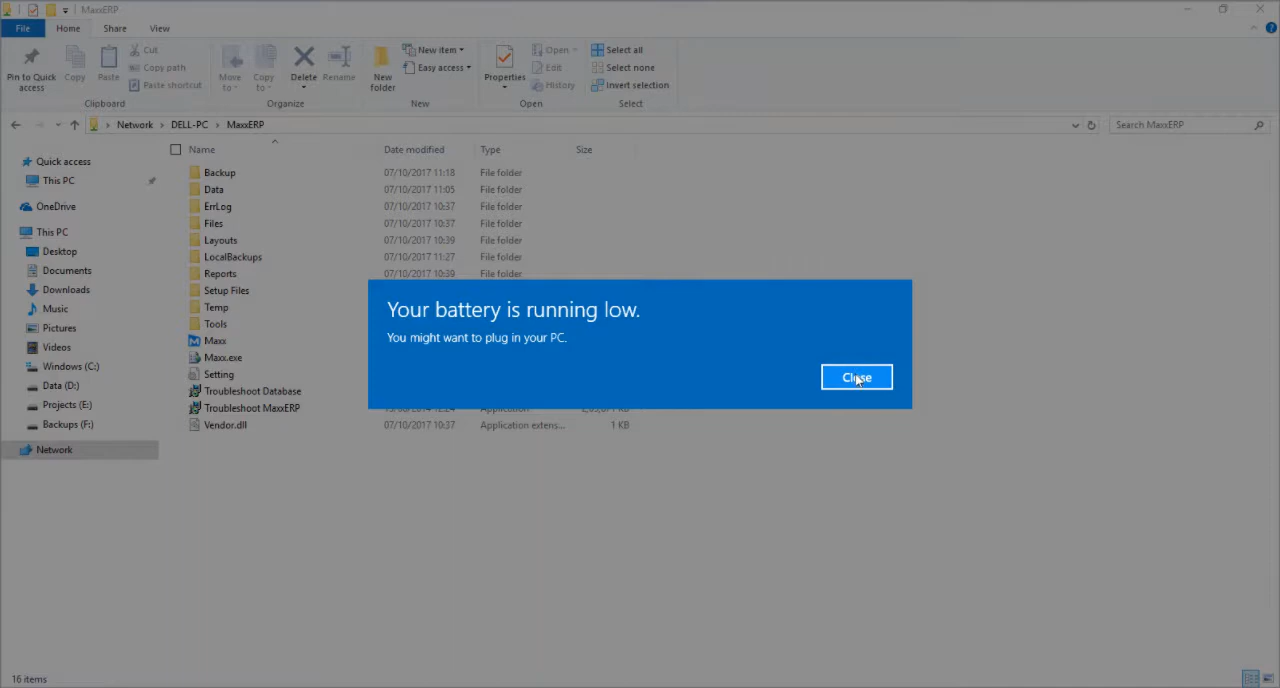 MaxxERP
File Home Share View
Pin to Quick access
Copy
Paste
Cut
Copy path
Paste shortcut
Clipboard
Move to
Copy to
Delete
Rename
Organize
New folder
New item
Easy access
New
Properties
Open
Edit
History
Open
Select all
Select none
Invert selection
Select
Network DELL-PC MaxxERP
Search MaxxERP
Quick access
This PC
OneDrive
This PC
Desktop
Documents
Downloads
Music
Pictures
Videos
Windows (C:)
Data (D:)
Projects (E:)
Backups (F:)
Network
Name Date modified Type Size
Backup 07/10/2017 11:18 File folder
Data 07/10/2017 11:05 File folder
ErrLog 07/10/2017 10:37 File folder
Files 07/10/2017 10:37 File folder
Layouts 07/10/2017 10:39 File folder
LocalBackups 07/10/2017 11:27 File folder
Reports 07/10/2017 10:39 File folder
Setup Files
Temp
Tools
Maxx
Maxx.exe
Setting
Troubleshoot Database
Troubleshoot MaxxERP
Vendor.dll 07/10/2017 10:37 Application extens... 1 KB
Your battery is running low.
You might want to plug in your PC.
Close
16 items